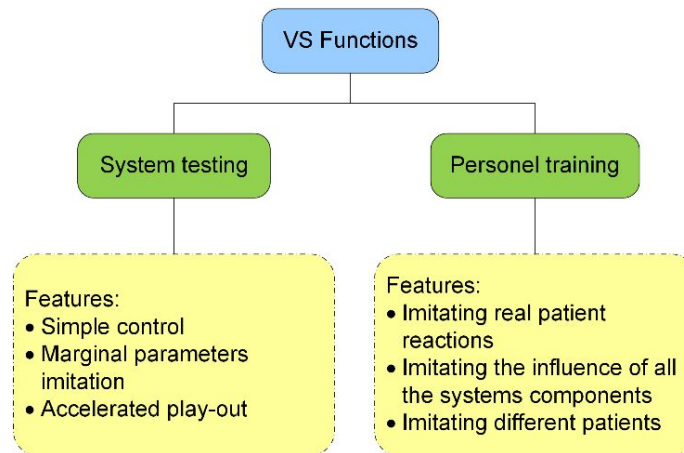 VS Functions
System testing
Personel training
Features:
• Simple control
• Marginal parameters
imitation
• Accelerated play-out
Features:
• Imitating real patient
reactions
• Imitating the influence of all
the systems components
• Imitating different patients